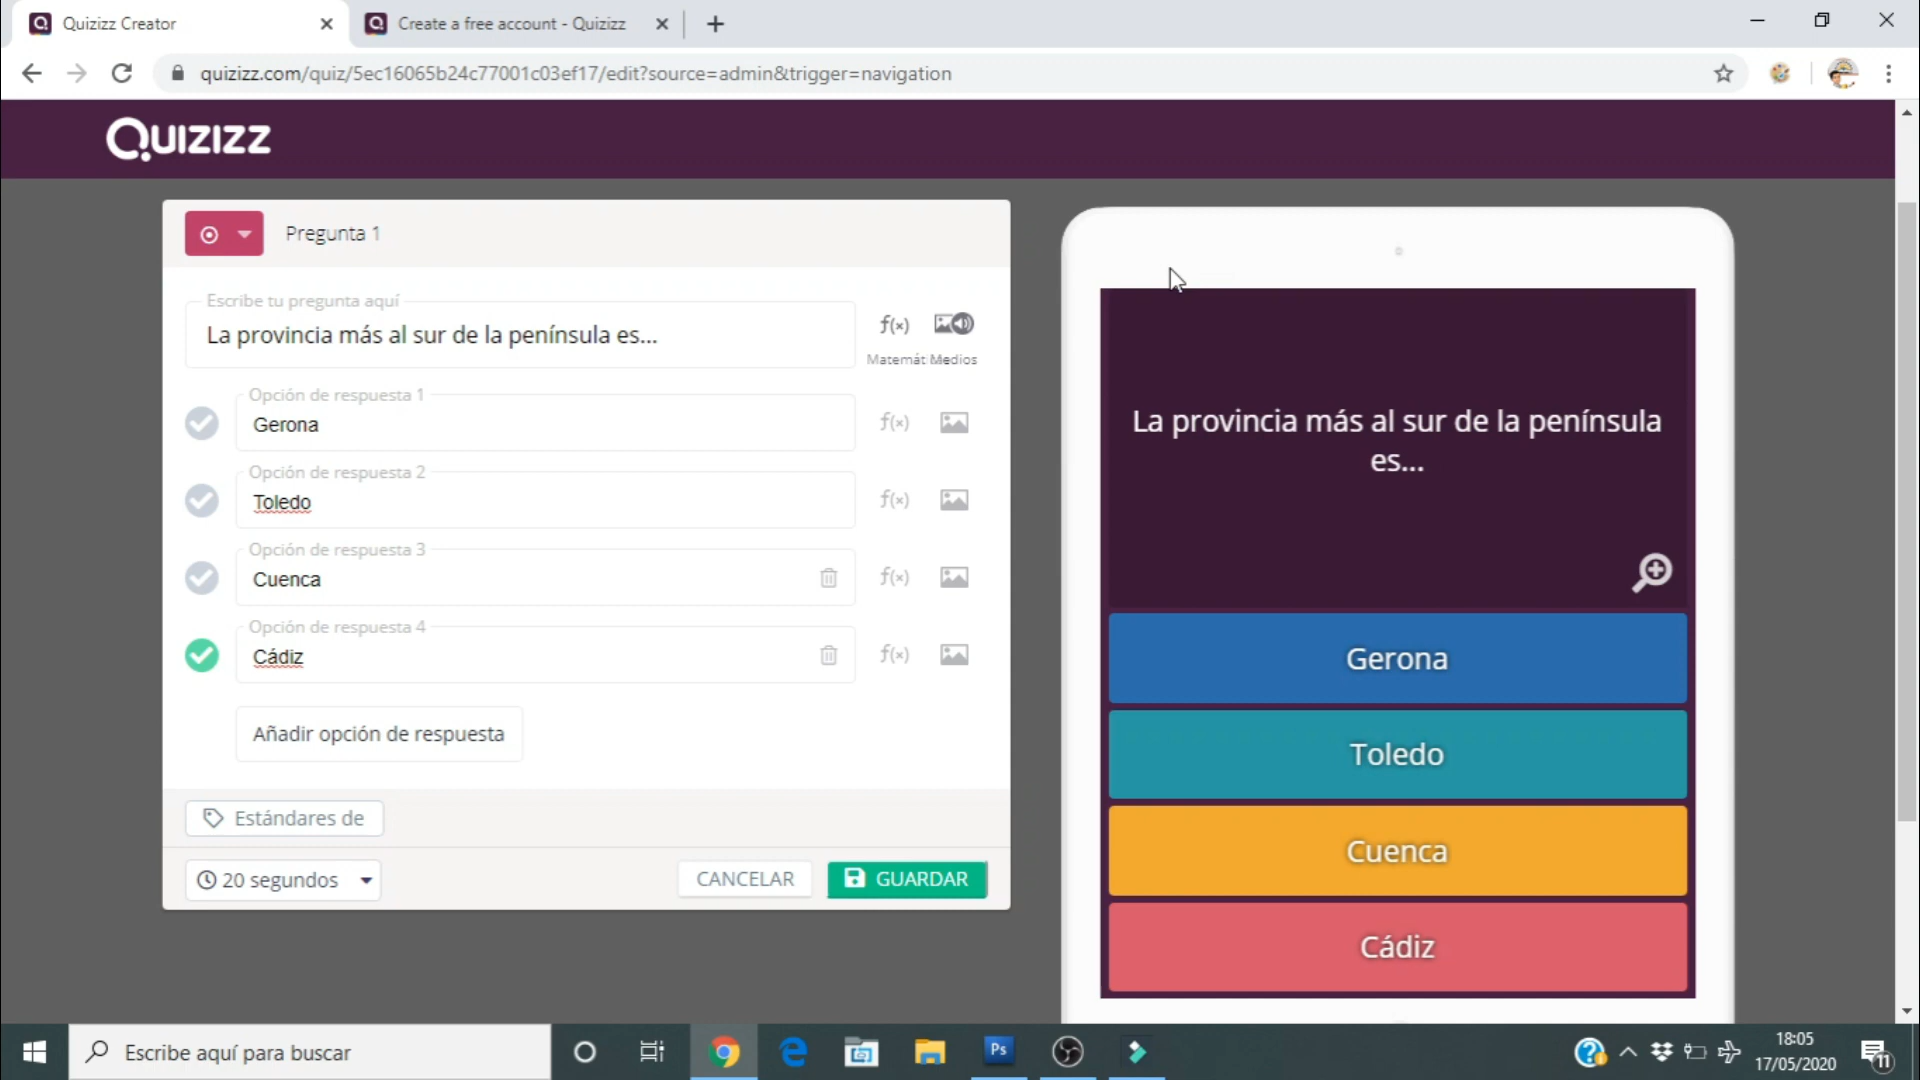 Quizizz Creator
Create a free account - Quizizz
quizizz.com/quiz/5ec16065b24c77001c03ef17/edit?source=admin&trigger=navigation
QUIZIZZ
Pregunta 1
Escribe tu pregunta aquí
La provincia más al sur de la península es...
f(x)
Matemát
Medios
Opción de respuesta 1
Gerona
f(x)
Opción de respuesta 2
Toledo
f(x)
Opción de respuesta 3
Cuenca
f(x)
Opción de respuesta 4
Cádiz
f(x)
Añadir opción de respuesta
Estándares de
20 segundos
CANCELAR
GUARDAR
La provincia más al sur de la península
es...
Gerona
Toledo
Cuenca
Cádiz
Escribe aquí para buscar
Ps
18:05
17/05/2020
11